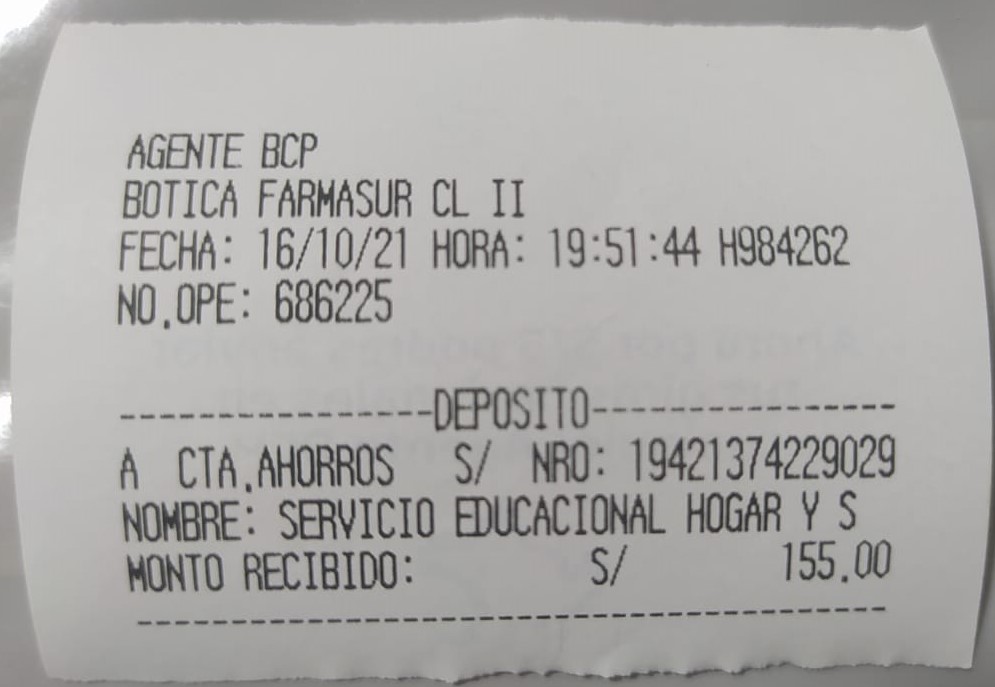 AGENTE BCP
BOTICA FARMASUR CL II
FECHA: 16/10/21 HORA: 19:51:44 H984262
NO.OPE: 686225
----------------DEPOSITO----------------
A CTA.AHORROS S/ NRO: 19421374229029
NOMBRE: SERVICIO EDUCACIONAL HOGAR Y S
MONTO RECIBIDO: S/ 155.00
----------------------------------------